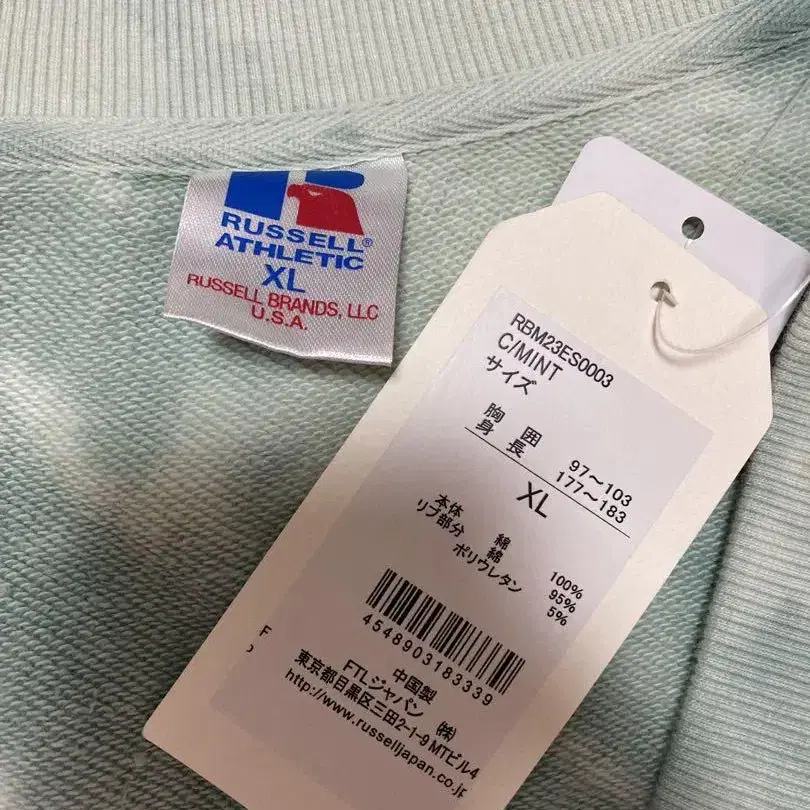 RUSSELL®
ATHLETIC
XL
RUSSELL BRANDS, LLC
U.S.A.
RBM23ES0003
C/MINT
サイズ
胸 囲 97～103
身 長 177～183
XL
本体 綿 100%
リブ部分 綿 95%
ポリウレタン 5%
4548903183339
中国製
FTLジャパン ㈱
東京都目黒区三田2-1-9 MTビル4
http://www.russelljapan.co.jp
F